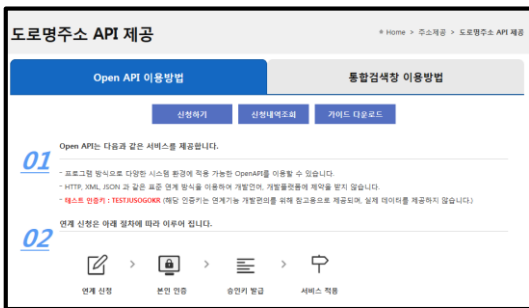 도로명주소 API 제공
Home > 주소제공 > 도로명주소 API 제공
Open API 이용방법
통합검색창 이용방법
신청하기
신청내역조회
가이드 다운로드
01
Open API는 다음과 같은 서비스를 제공합니다.
- 프로그램 방식으로 다양한 시스템 환경에 적용 가능한 OpenAPI를 이용할 수 있습니다.
- HTTP, XML, JSON 과 같은 표준 연계 방식을 이용하여 개발언어, 개발플랫폼에 제약을 받지 않습니다.
- 테스트 인증키 : TESTJUSOGOKR (해당 인증키는 연계기능 개발편의를 위해 참고용으로 제공되며, 실제 데이터를 제공하지 않습니다.)
02
연계 신청은 아래 절차에 따라 이루어 집니다.
연계 신청
>
본인 인증
>
승인키 발급
>
서비스 적용